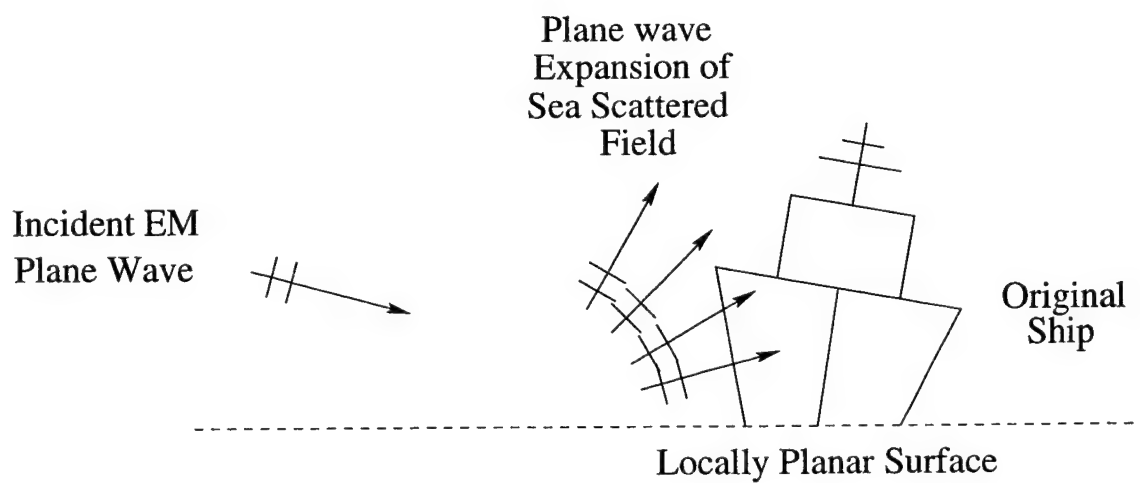 Plane wave
Expansion of
Sea Scattered
Field
Incident EM
Plane Wave
Original
Ship
Locally Planar Surface